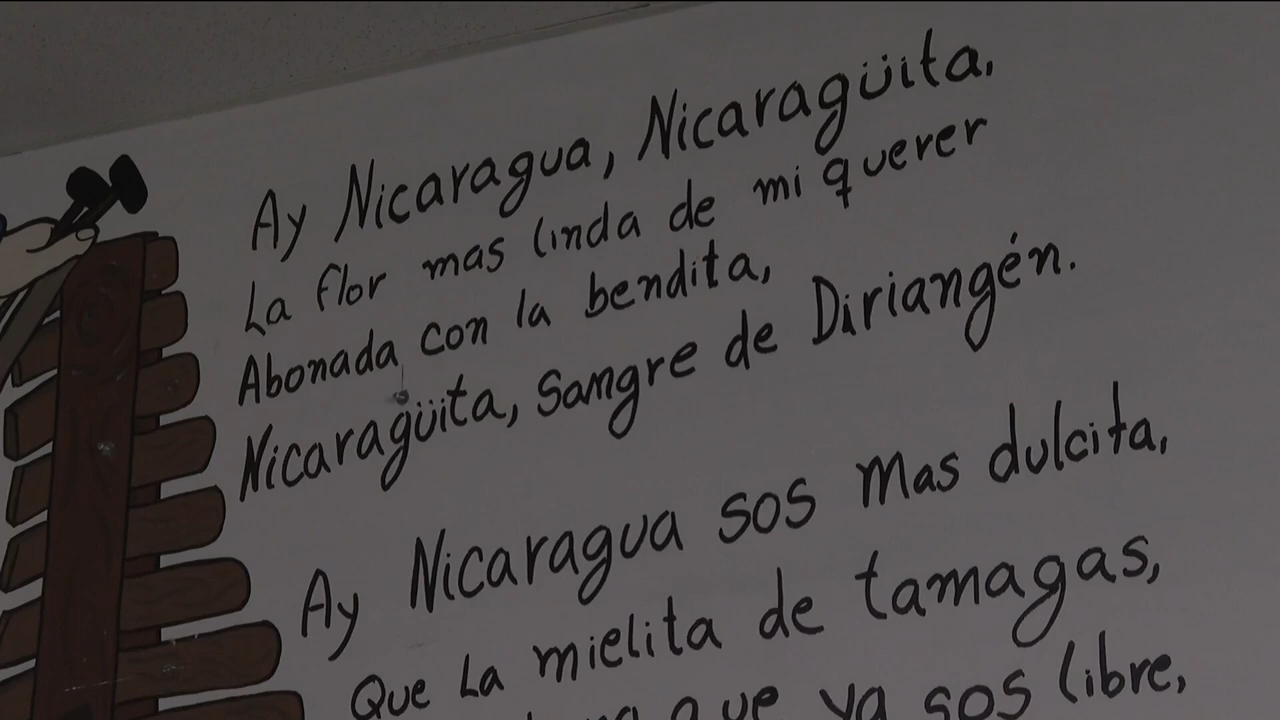 Ay Nicaragua, Nicaragüita.
La flor mas linda de mi querer
Abonada con la bendita,
Nicaragüita, Sangre de Diriangén.
Ay Nicaragua sos mas dulcita,
Que La mielita de tamagas,
que ya sos libre,